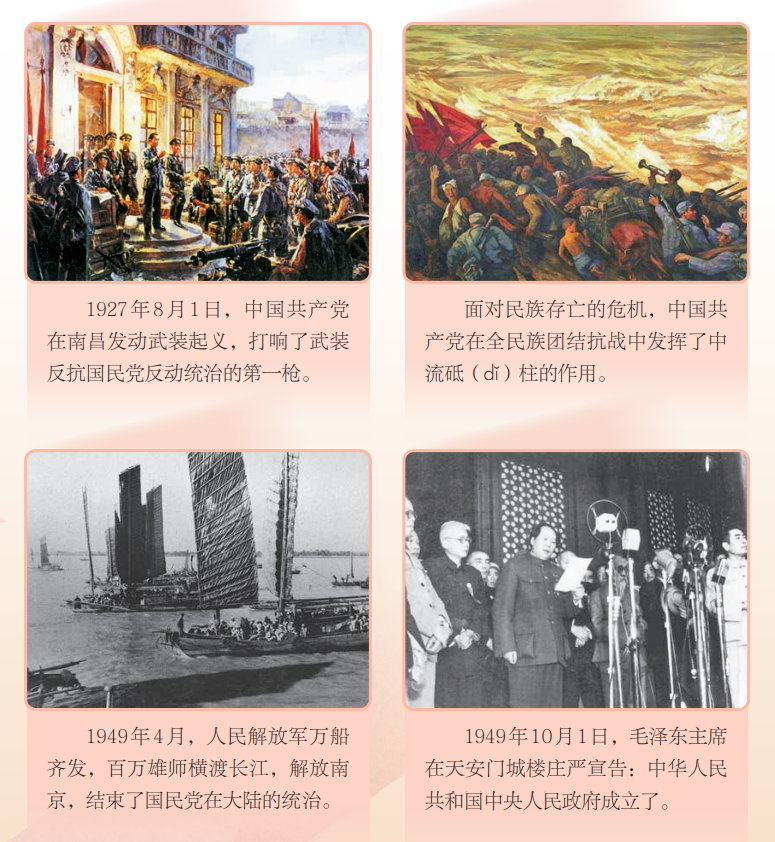 1927年8月1日，中国共产党
在南昌发动武装起义，打响了武装
反抗国民党反动统治的第一枪。
面对民族存亡的危机，中国共
产党在全民族团结抗战中发挥了中
流砥（dǐ）柱的作用。
1949年4月，人民解放军万船
齐发，百万雄师横渡长江，解放南
京，结束了国民党在大陆的统治。
1949年10月1日，毛泽东主席
在天安门城楼庄严宣告：中华人民
共和国中央人民政府成立了。